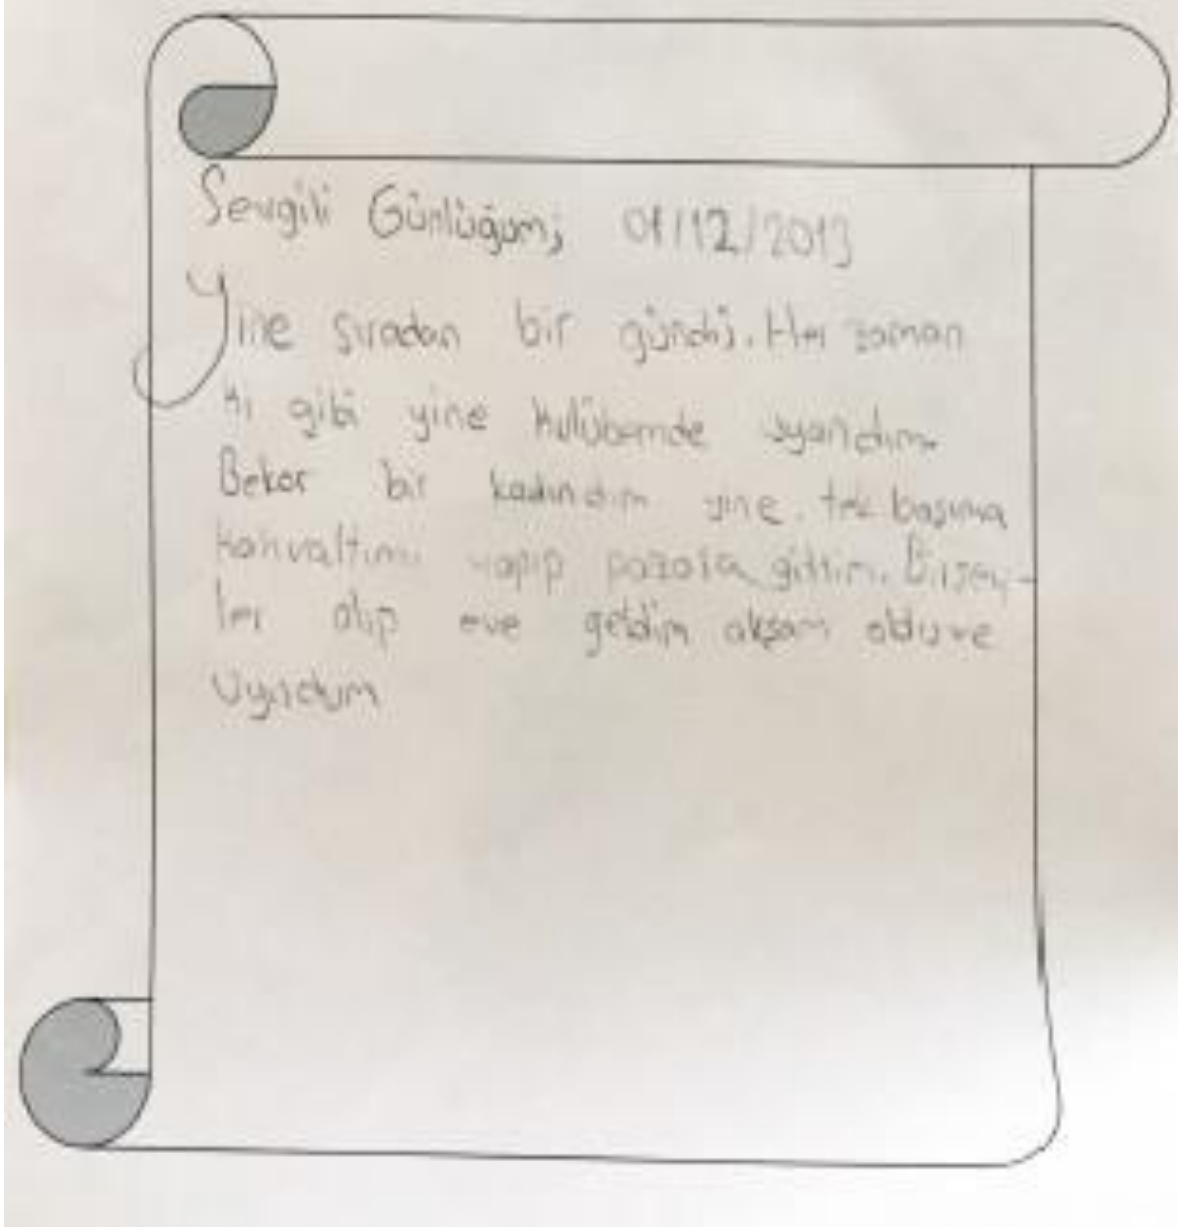 Sevgili Günlüğüm; 01/12/2013
Yine sıradan bir gündü. Her zaman
ki gibi yine kulübemde uyandım.
Bekar bir kadındım yine tek başıma
kahvaltımı yapıp pazara gittim. Birşey-
ler alıp eve geldim akşam oldu ve
uyudum